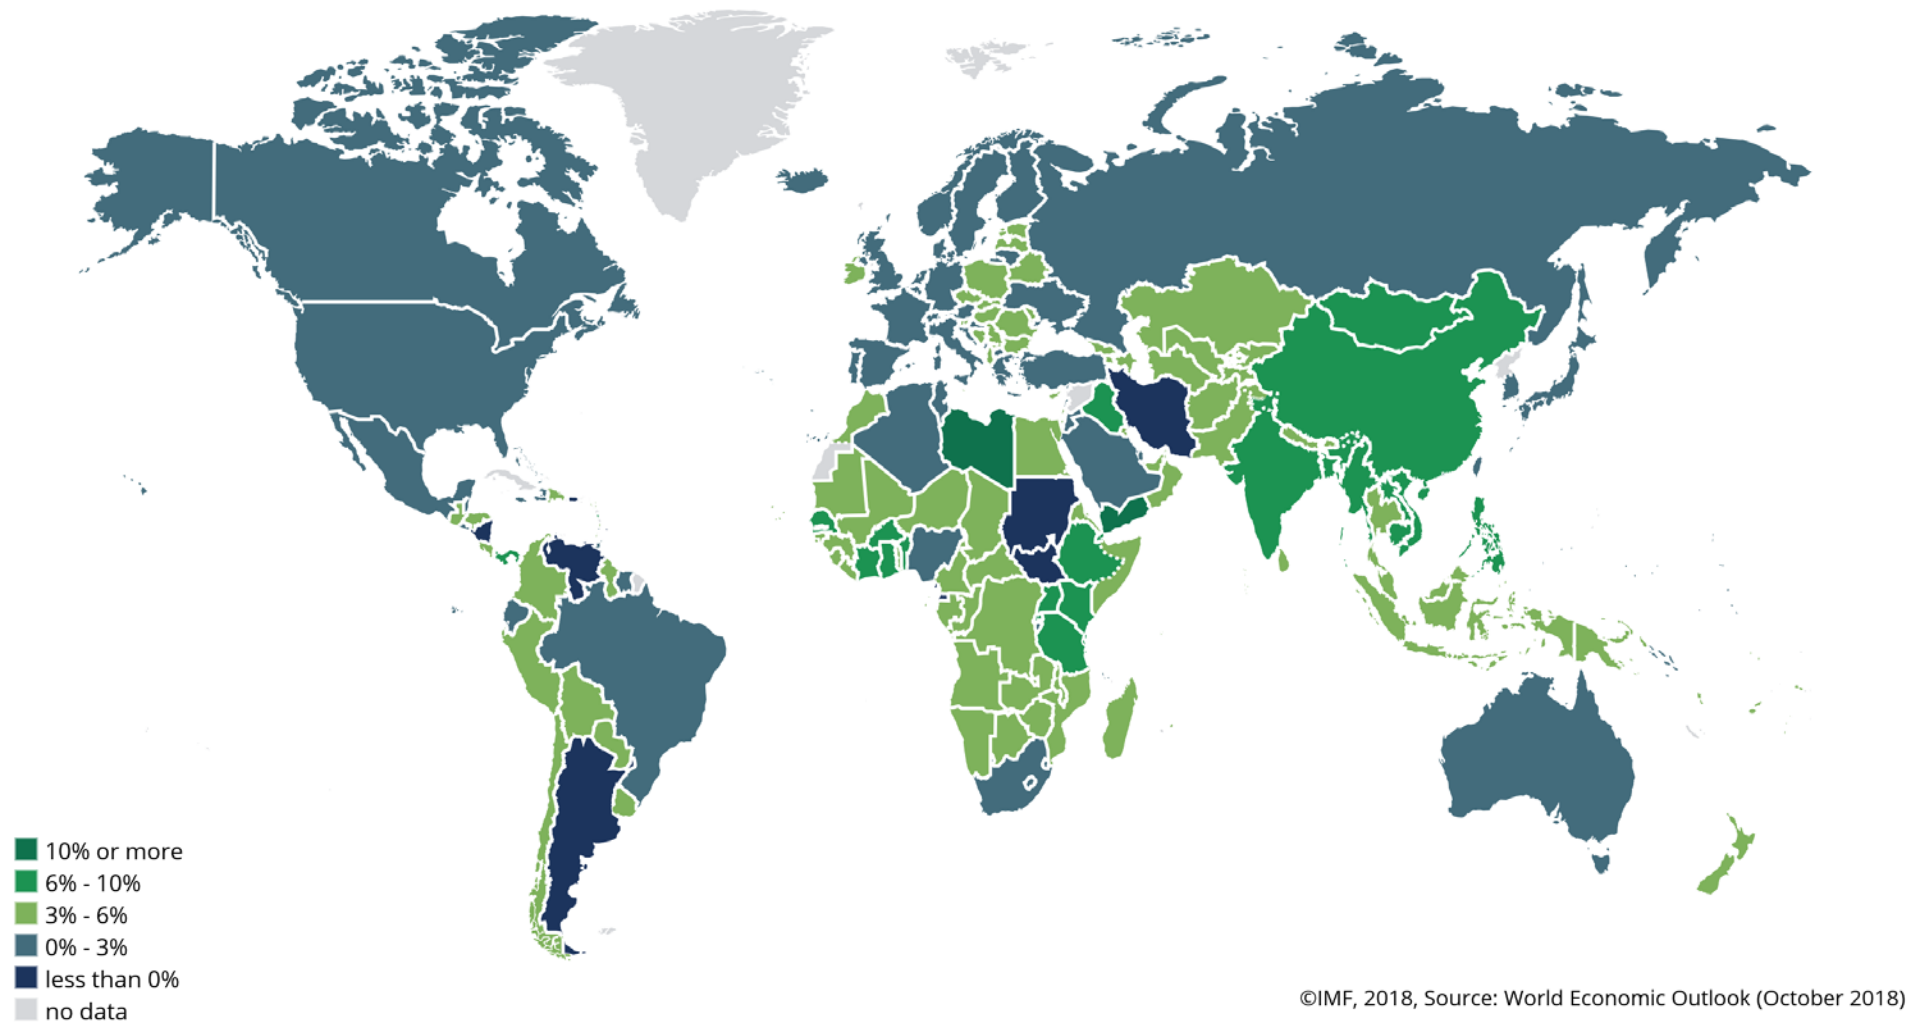 10% or more
6% - 10%
3% - 6%
0% - 3%
less than 0%
no data
©IMF, 2018, Source: World Economic Outlook (October 2018)